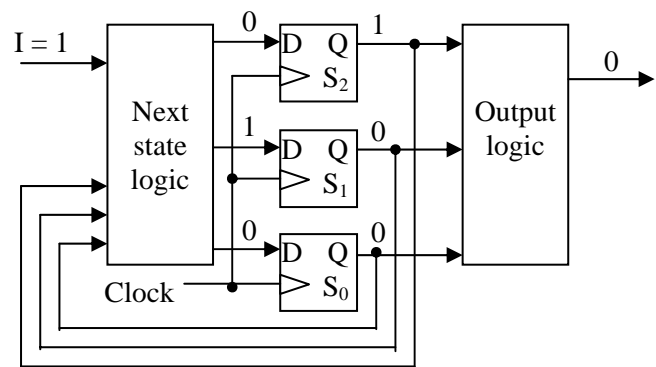 I = 1
Next
state
logic
0
1
0
D Q
S₂
D Q
S₁
D Q
S₀
Clock
1
0
0
Output
logic
0